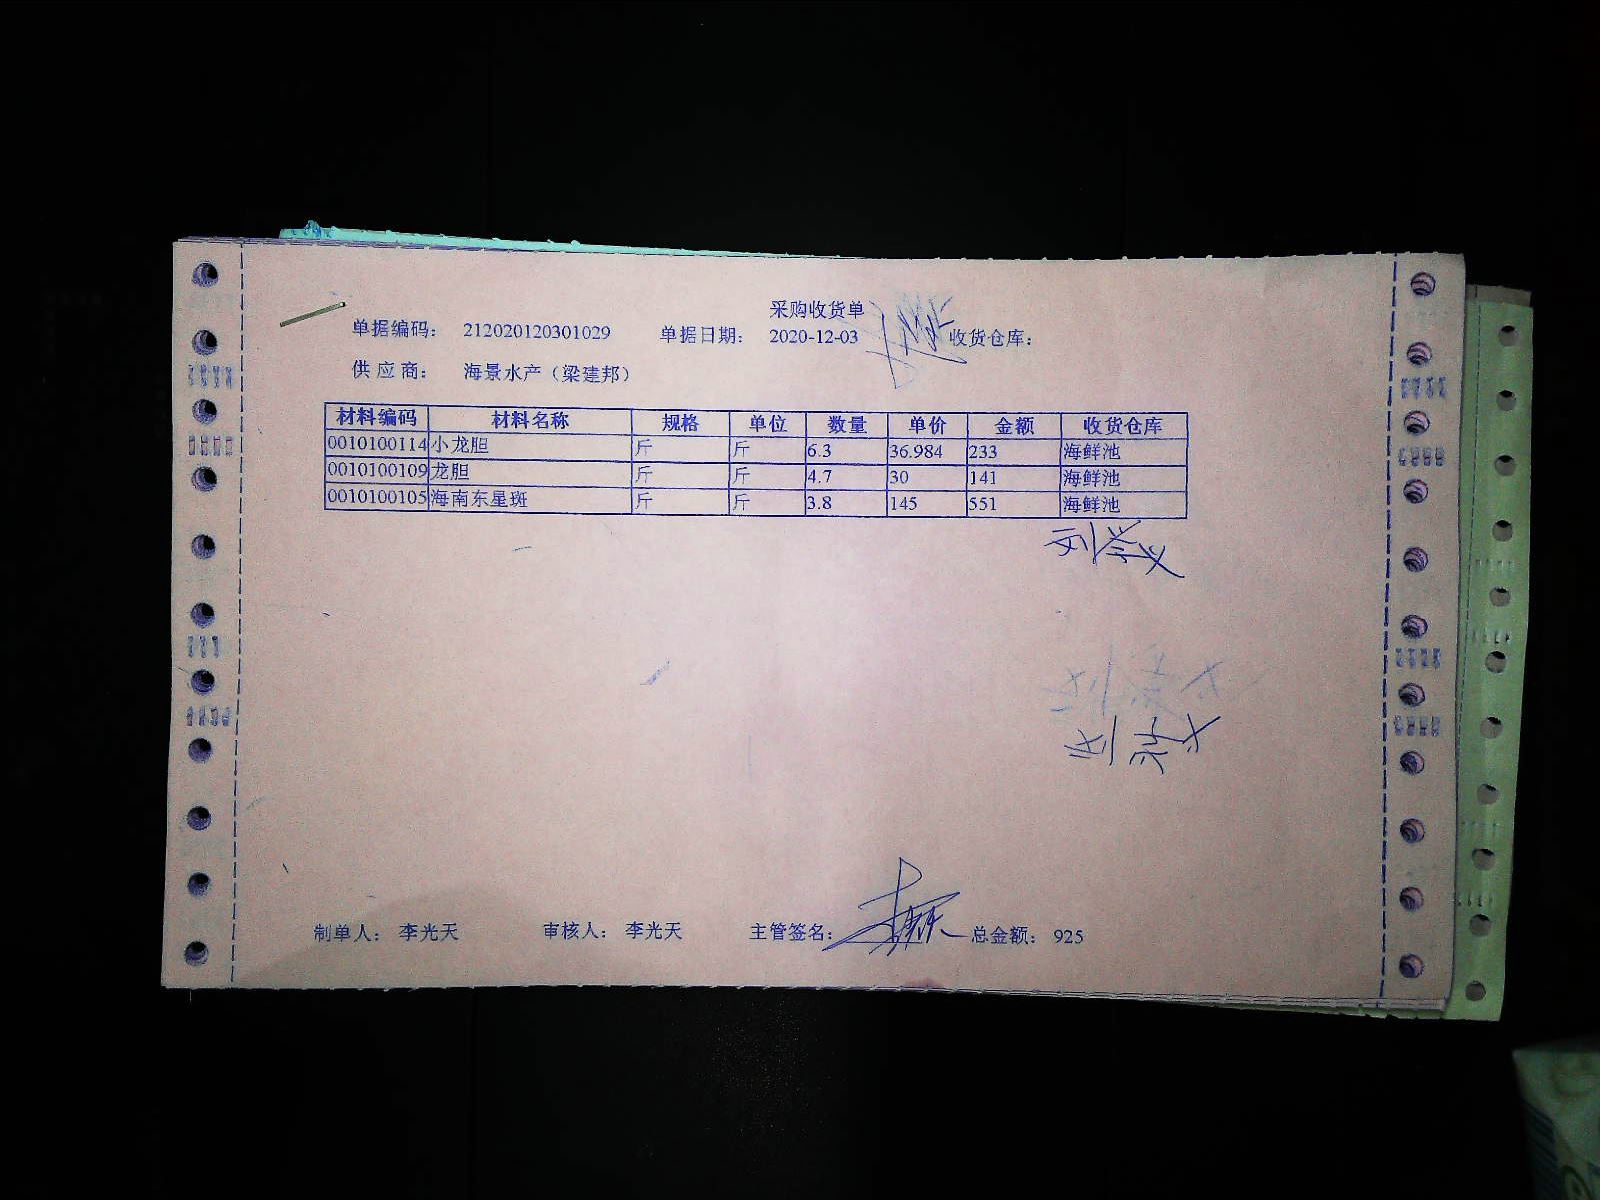 采购收货单
单据编码： 212020120301029 单据日期： 2020-12-03 收货仓库：
供 应 商： 海景水产（梁建邦）
材料编码 材料名称 规格 单位 数量 单价 金额 收货仓库
0010100114 小龙胆 斤 斤 6.3 36.984 233 海鲜池
0010100109 龙胆 斤 斤 4.7 30 141 海鲜池
0010100105 海南东星斑 斤 斤 3.8 145 551 海鲜池
制单人： 李光天 审核人： 李光天 主管签名： 总金额： 925